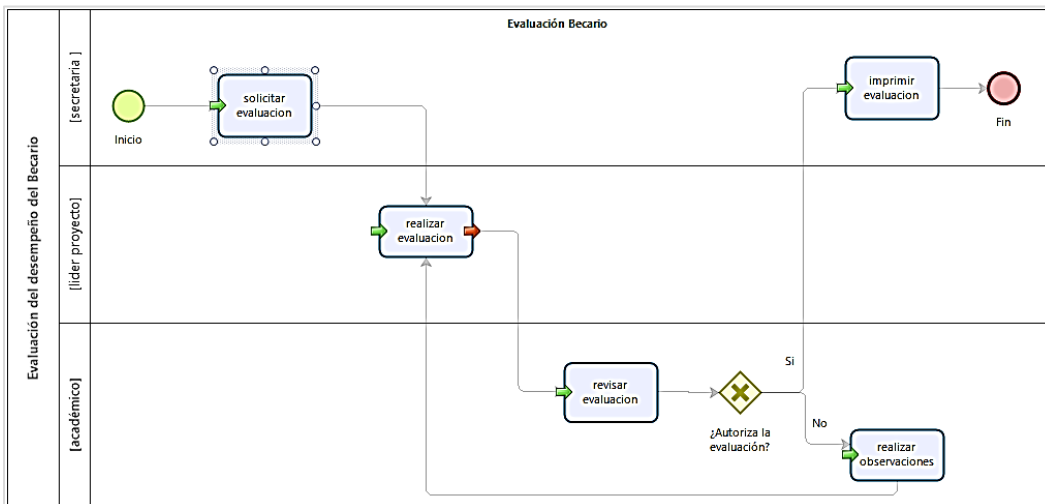 Evaluación Becario
Evaluación del desempeño del Becario
[secretaria ]
Inicio
solicitar
evaluacion
imprimir
evaluacion
Fin
[lider proyecto]
realizar
evaluacion
[académico]
revisar
evaluacion
¿Autoriza la
evaluación?
Si
No
realizar
observaciones